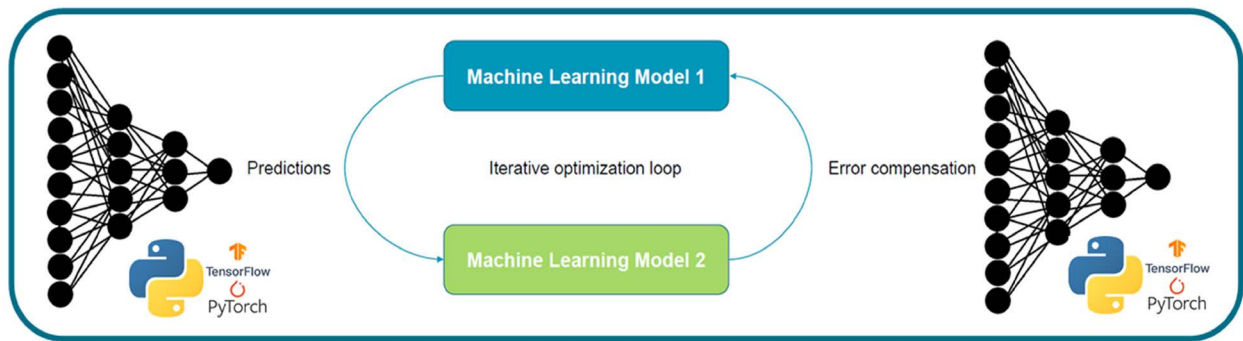 Machine Learning Model 1
Predictions
Iterative optimization loop
Error compensation
Machine Learning Model 2
TensorFlow
PyTorch
TensorFlow
PyTorch